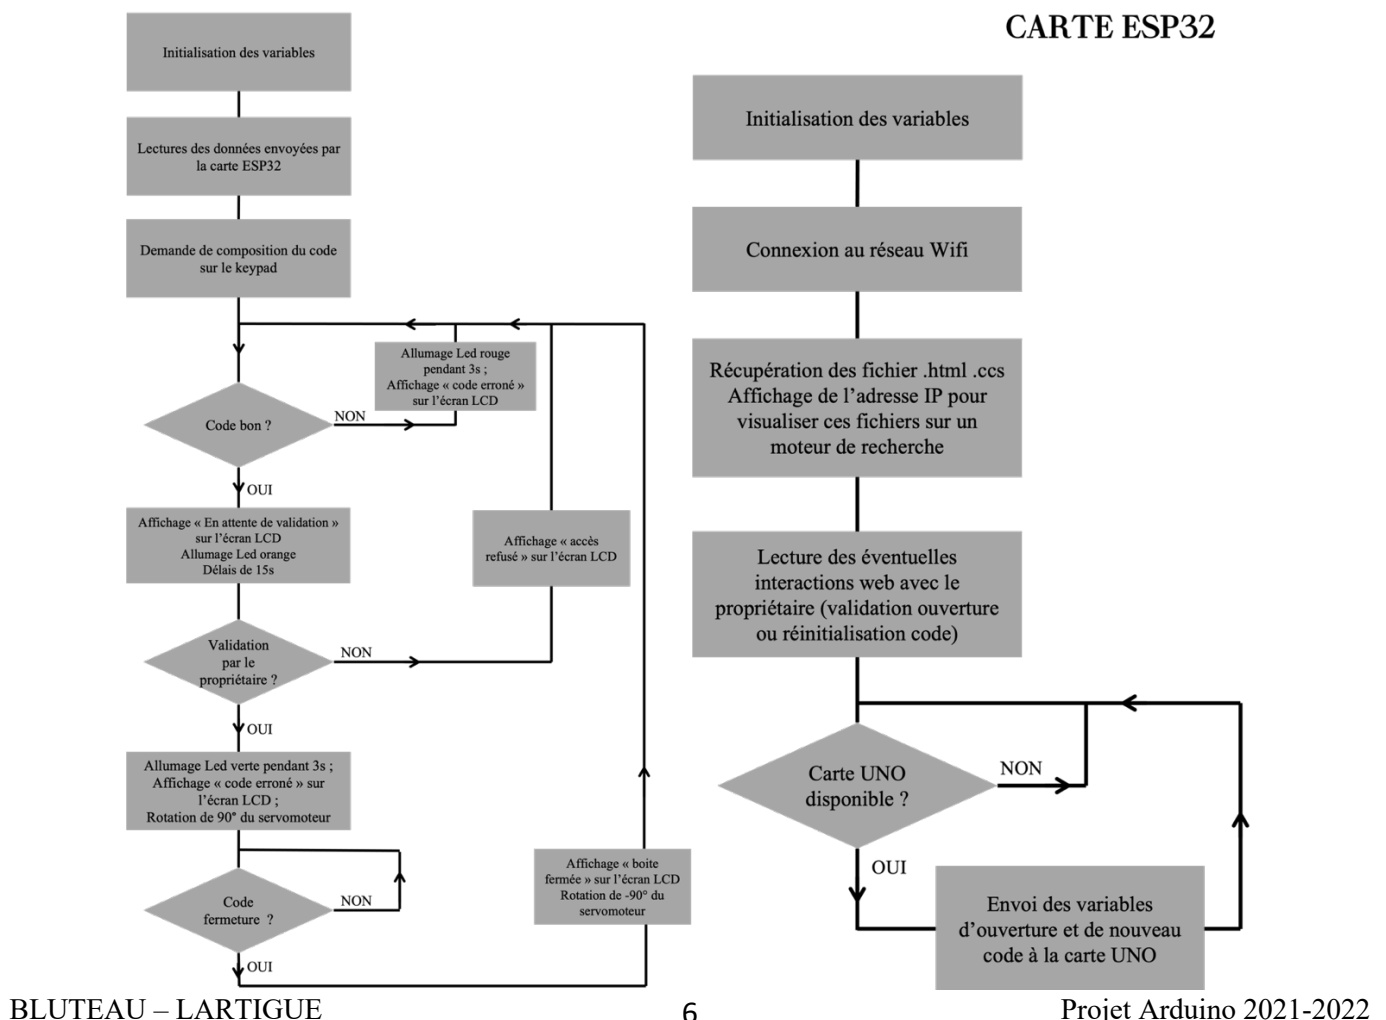 CARTE ESP32
Initialisation des variables
Lectures des données envoyées par
la carte ESP32
Demande de composition du code
sur le keypad
Allumage Led rouge
pendant 3s ;
Affichage « code erroné »
sur l'écran LCD
Code bon ?
NON
OUI
Affichage « En attente de validation »
sur l'écran LCD
Allumage Led orange
Délais de 15s
Affichage « accès
refusé » sur l'écran LCD
Validation
par le
propriétaire ?
NON
OUI
Allumage Led verte pendant 3s ;
Affichage « code erroné » sur
l'écran LCD ;
Rotation de 90° du servomoteur
Code
fermeture ?
NON
OUI
Affichage « boite
fermée » sur l'écran LCD
Rotation de -90° du
servomoteur
Initialisation des variables
Connexion au réseau Wifi
Récupération des fichier .html .ccs
Affichage de l'adresse IP pour
visualiser ces fichiers sur un
moteur de recherche
Lecture des éventuelles
interactions web avec le
propriétaire (validation ouverture
ou réinitialisation code)
Carte UNO
disponible ?
NON
OUI
Envoi des variables
d'ouverture et de nouveau
code à la carte UNO
BLUTEAU – LARTIGUE
6
Projet Arduino 2021-2022